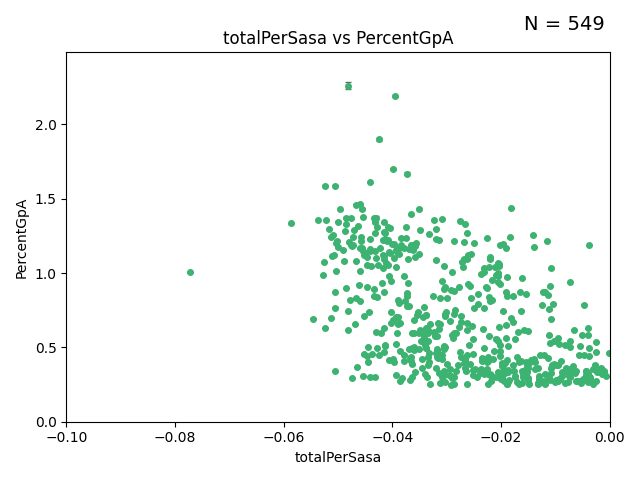 N = 549
totalPerSasa vs PercentGpA
PercentGpA
2.0
1.5
1.0
0.5
0.0
−0.10 −0.08 −0.06 −0.04 −0.02 0.00
totalPerSasa